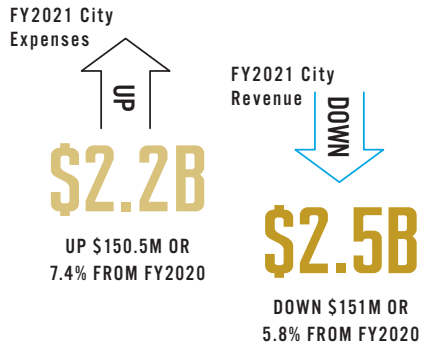 FY2021 City
Expenses
UP
$2.2B
UP $150.5M OR
7.4% FROM FY2020
FY2021 City
Revenue
DOWN
$2.5B
DOWN $151M OR
5.8% FROM FY2020